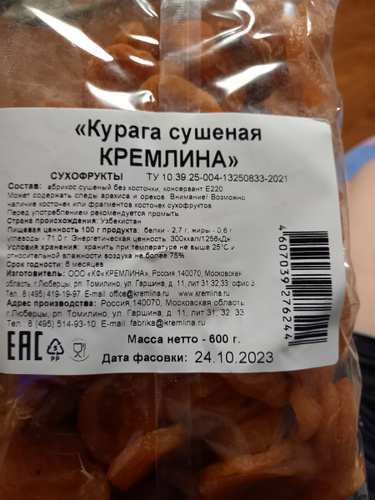 «Курага сушеная
КРЕМЛИНА»
СУХОФРУКТЫ ТУ 10.39.25-004-13250833-2021
Состав: абрикос сушеный без косточки, консервант Е220
Может содержать следы арахиса и орехов Внимание! Возможно
наличие косточек или фрагментов косточек сухофруктов
Перед употреблением рекомендуется промыть
Страна происхождения: Узбекистан
Пищевая ценность 100 г продукта: белки - 2,7 г, жиры - 0,6 г
углеводы - 71,0 г Энергетическая ценность: 300ккал/1256кДж
Условия хранения: хранить при температуре не выше 25°С и
относительной влажности воздуха не более 75%
Срок годности: 6 месяцев
Изготовитель: ООО «КФ«КРЕМЛИНА», Россия,140070, Московская
обл., г.Люберцы, рп. Томилино, ул. Гаршина, д. 11, лит 31,32,33 офис 3
Тел. 8 (495) 419-19-97 E-mail office@kremlina.ru www.kremlina.ru
Адрес производства: Россия,140070, Московская область,
г.Люберцы, рп. Томилино, ул. Гаршина, д. 11, лит 31, 32, 33
Тел. 8 (495) 514-93-10 E-mail: fabrika@kremlina.ru
4607039276244
EAC PP
Масса нетто - 600 г.
Дата фасовки: 24.10.2023